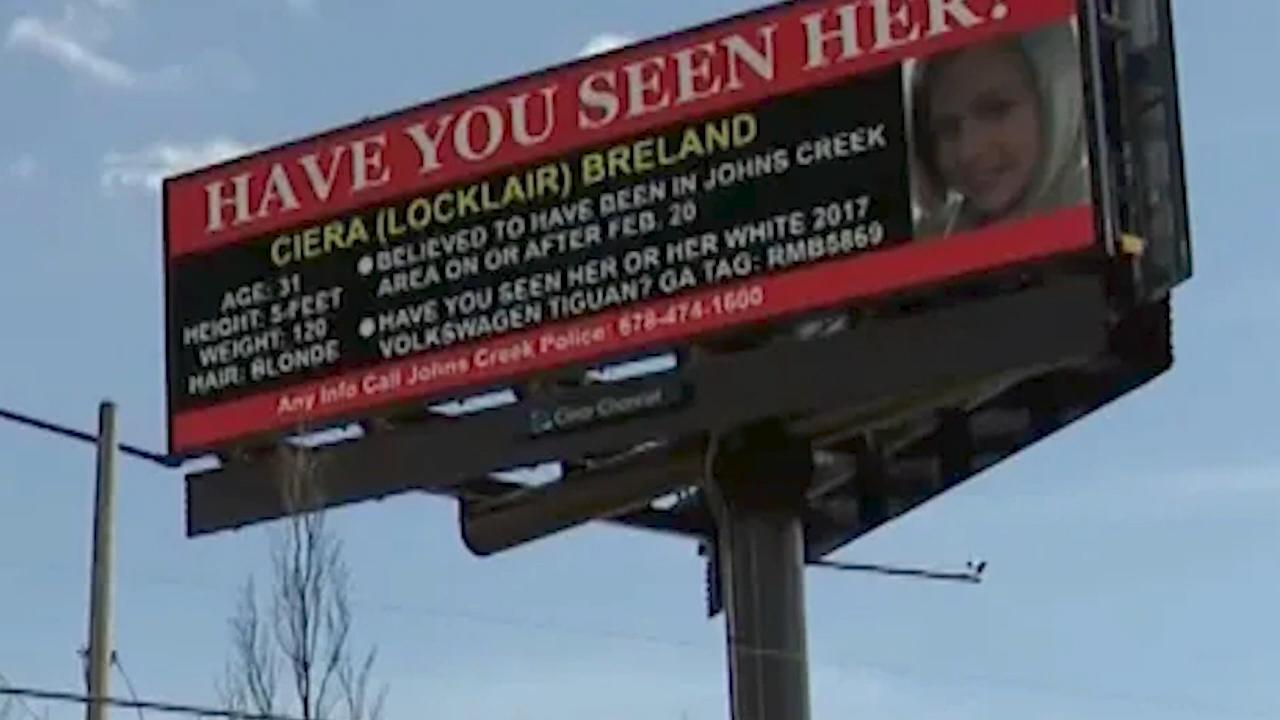 HAVE YOU SEEN HER?
CIERA (LOCKLAIR) BRELAND
AGE: 31
HEIGHT: 5-FEET
WEIGHT: 120
HAIR: BLONDE
●BELIEVED TO HAVE BEEN IN JOHNS CREEK
AREA ON OR AFTER FEB. 20
●HAVE YOU SEEN HER OR HER WHITE 2017
VOLKSWAGEN TIGUAN? GA TAG: RMB5869
Any Info Call Johns Creek Police: 678-474-1600
Clear Channel